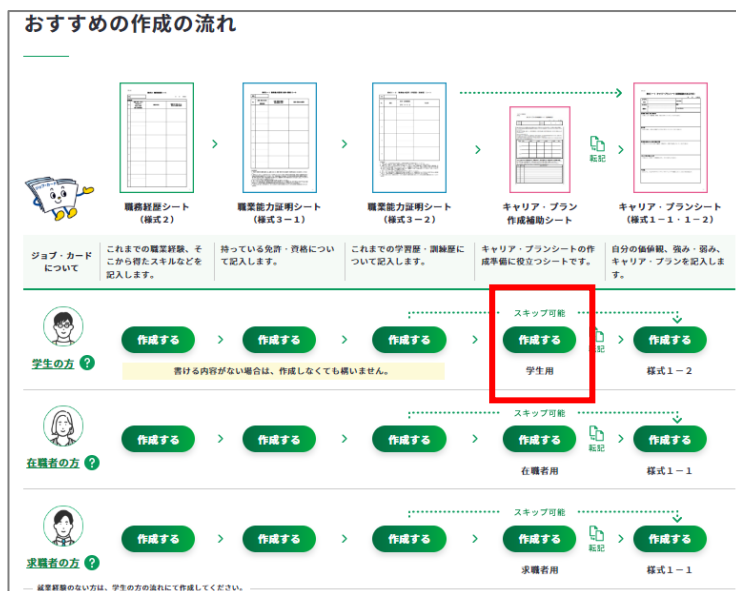 おすすめの作成の流れ
転記
職務経歴シート
（様式２）
職業能力証明シート
（様式３－１）
職業能力証明シート
（様式３－２）
キャリア・プラン
作成補助シート
キャリア・プランシート
（様式１－１・１－２）
ジョブ・カード
について
これまでの職業経験、そ
こから得たスキルなどを
記入します。
持っている免許・資格につい
て記入します。
これまでの学習歴・訓練歴に
ついて記入します。
キャリア・プランシートの作
成準備に役立つシートです。
自分の価値観、強み・弱み、
キャリア・プランを記入しま
す。
スキップ可能
作成する
作成する
作成する
作成する
転記
作成する
学生の方 ?
書ける内容がない場合は、作成しなくても構いません。
学生用
様式１－２
スキップ可能
作成する
作成する
作成する
作成する
転記
作成する
在職者の方 ?
在職者用
様式１－１
スキップ可能
作成する
作成する
作成する
作成する
転記
作成する
求職者の方 ?
求職者用
様式１－１
就業経験のない方は、学生の方の流れにて作成してください。